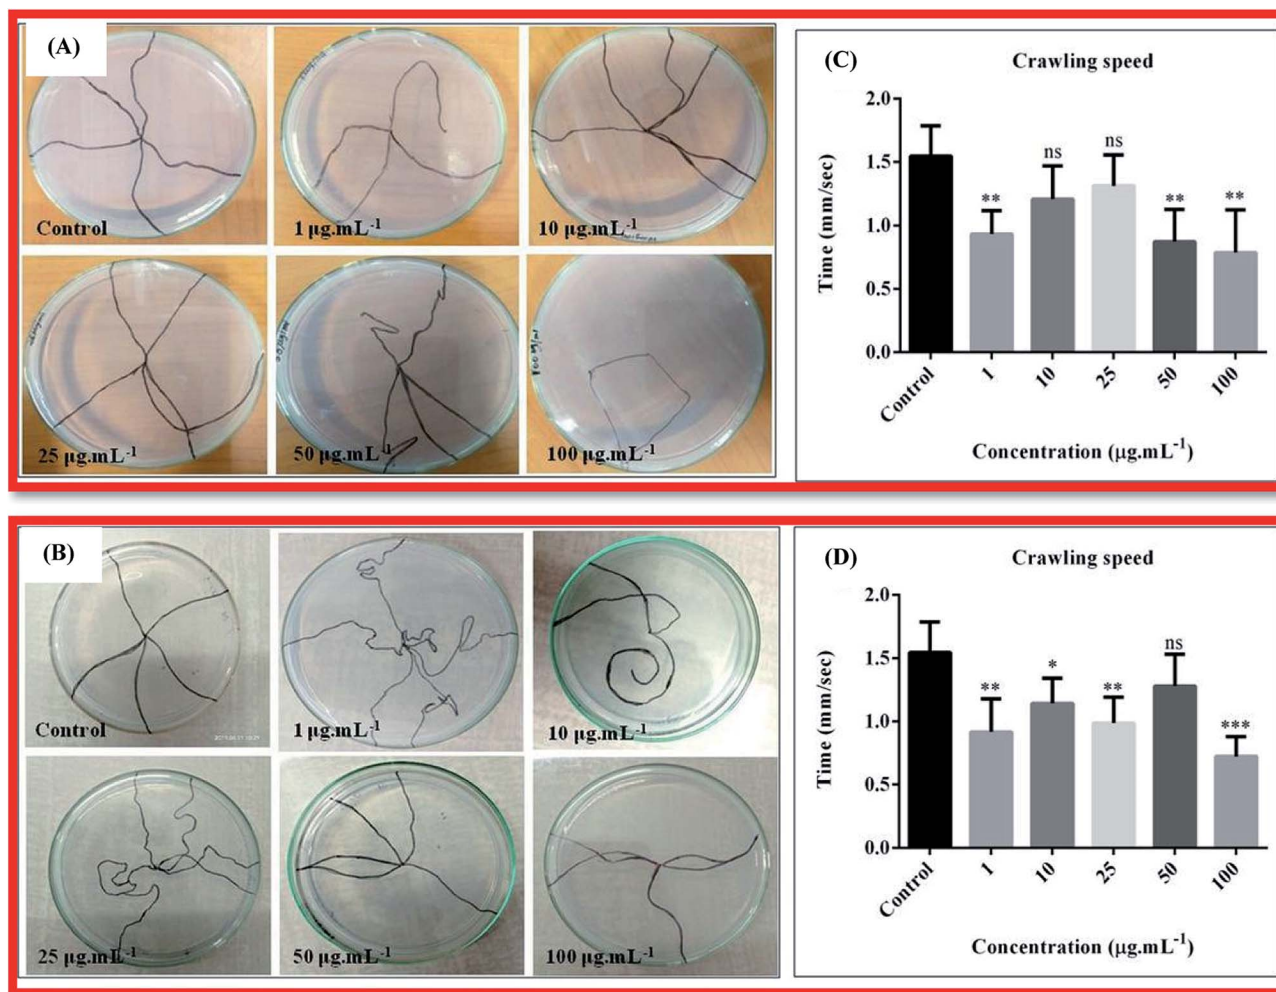 (A)
Control
1 µg.mL-1
10 µg.mL-1
25 µg.mL-1
50 µg.mL-1
100 µg.mL-1
(C)
Crawling speed
Time (mm/sec)
2.0
1.5
1.0
0.5
0.0
**
ns
ns
**
**
Control
1
10
25
50
100
Concentration (µg.mL-1)
(B)
Control
1 µg.mL-1
10 µg.mL-1
25 µg.mL-1
50 µg.mL-1
100 µg.mL-1
(D)
Crawling speed
Time (mm/sec)
2.0
1.5
1.0
0.5
0.0
**
*
**
ns
***
Control
1
10
25
50
100
Concentration (µg.mL-1)